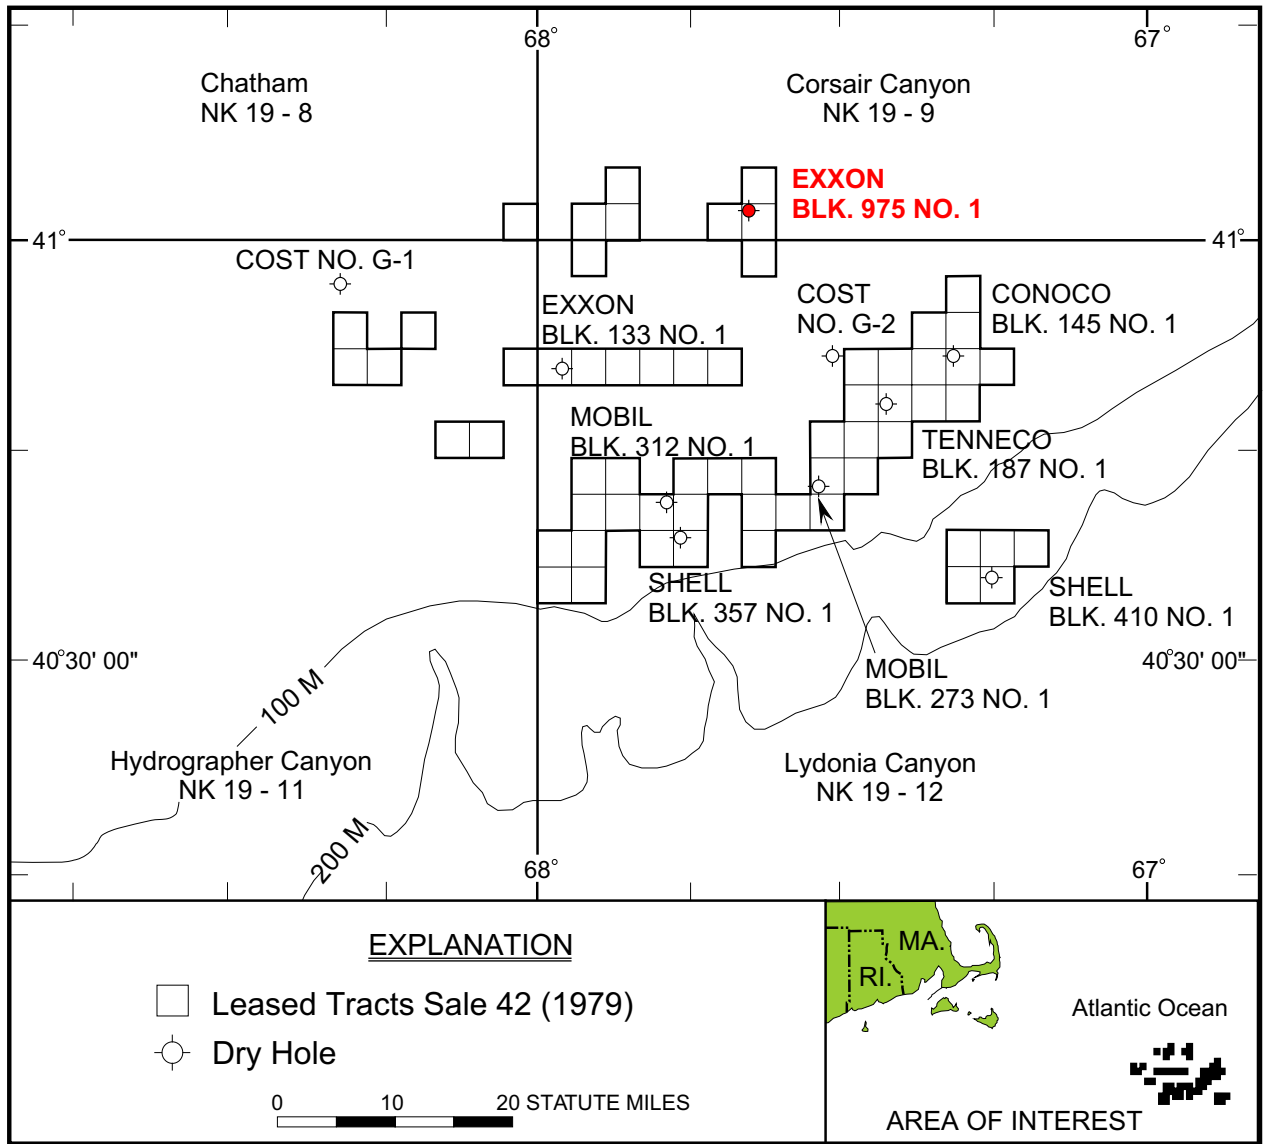 68°
67°
Chatham
NK 19 - 8
Corsair Canyon
NK 19 - 9
EXXON
BLK. 975 NO. 1
41°
41°
COST NO. G-1
EXXON
BLK. 133 NO. 1
COST
NO. G-2
CONOCO
BLK. 145 NO. 1
MOBIL
BLK. 312 NO. 1
TENNECO
BLK. 187 NO. 1
SHELL
BLK. 357 NO. 1
SHELL
BLK. 410 NO. 1
40°30' 00"
40°30' 00"
MOBIL
BLK. 273 NO. 1
100 M
Hydrographer Canyon
NK 19 - 11
Lydonia Canyon
NK 19 - 12
200 M
68°
67°
EXPLANATION
Leased Tracts Sale 42 (1979)
Dry Hole
0 10 20 STATUTE MILES
MA.
RI.
Atlantic Ocean
AREA OF INTEREST